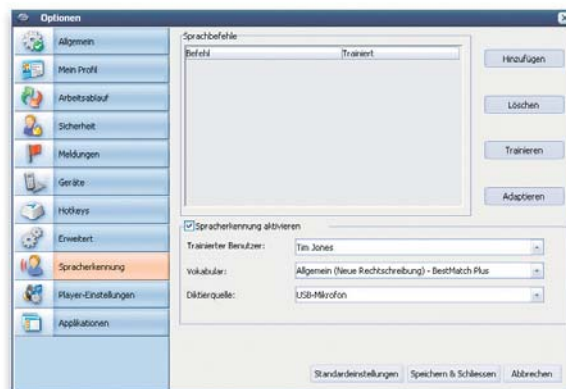 Optionen
Allgemein
Mein Profil
Arbeitsablauf
Sicherheit
Meldungen
Geräte
Hotkeys
Erweitert
Spracherkennung
Player-Einstellungen
Applikationen
Sprachbefehle
Befehl Trainiert
Hinzufügen
Löschen
Trainieren
Adaptieren
Spracherkennung aktivieren
Trainierter Benutzer: Tim Jones
Vokabular: Allgemein (Neue Rechtschreibung) - BestMatch Plus
Diktierquelle: USB-Mikrofon
Standardeinstellungen Speichern & Schliessen Abbrechen